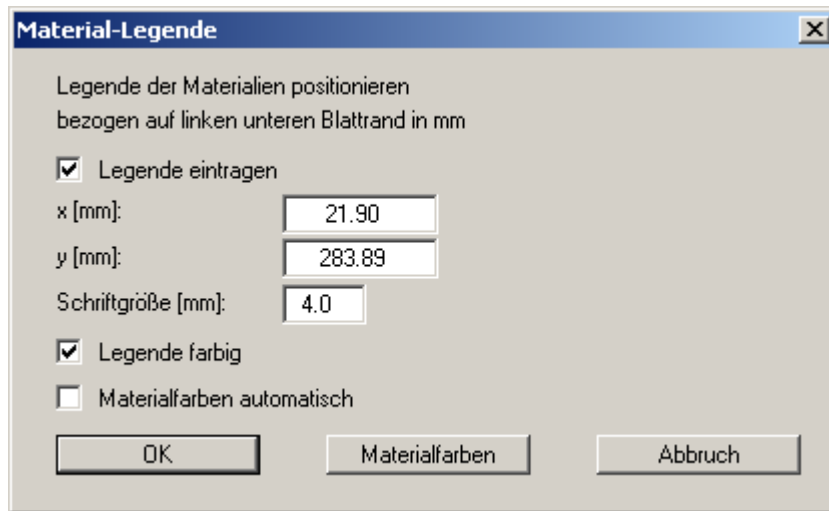 Material-Legende
Legende der Materialien positionieren
bezogen auf linken unteren Blattrand in mm
Legende eintragen
x [mm]: 21.90
y [mm]: 283.89
Schriftgröße [mm]: 4.0
Legende farbig
Materialfarben automatisch
OK Materialfarben Abbruch